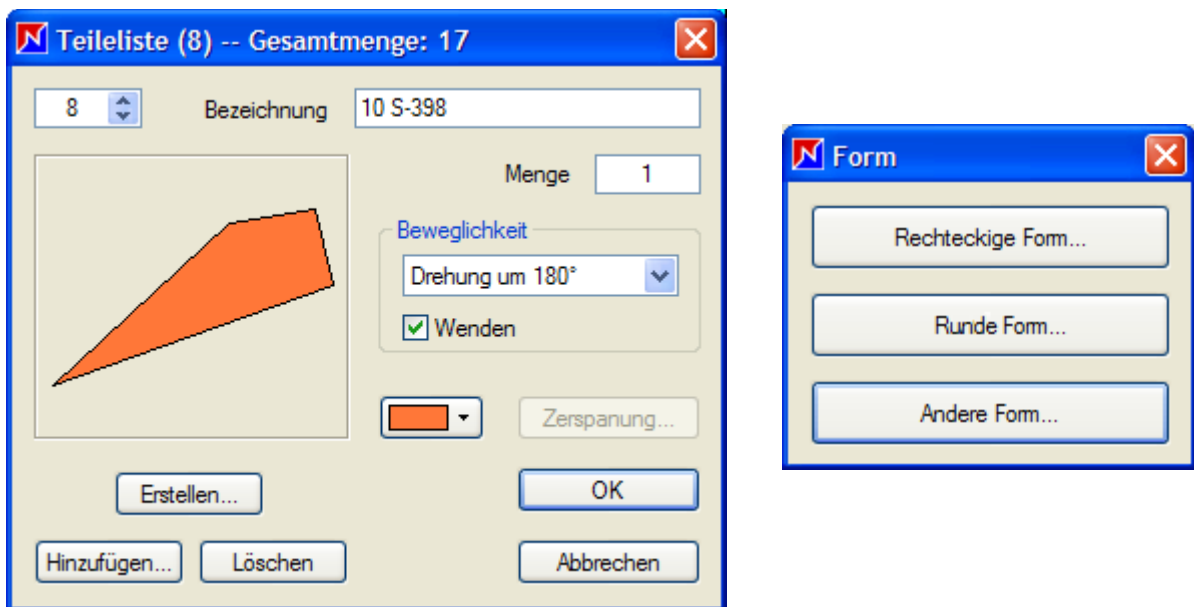 Teileliste (8) -- Gesamtmenge: 17
8
Bezeichnung
10 S-398
Menge
1
Beweglichkeit
Drehung um 180°
Wenden
Zerspanung...
Erstellen...
OK
Hinzufügen...
Löschen
Abbrechen
Form
Rechteckige Form...
Runde Form...
Andere Form...